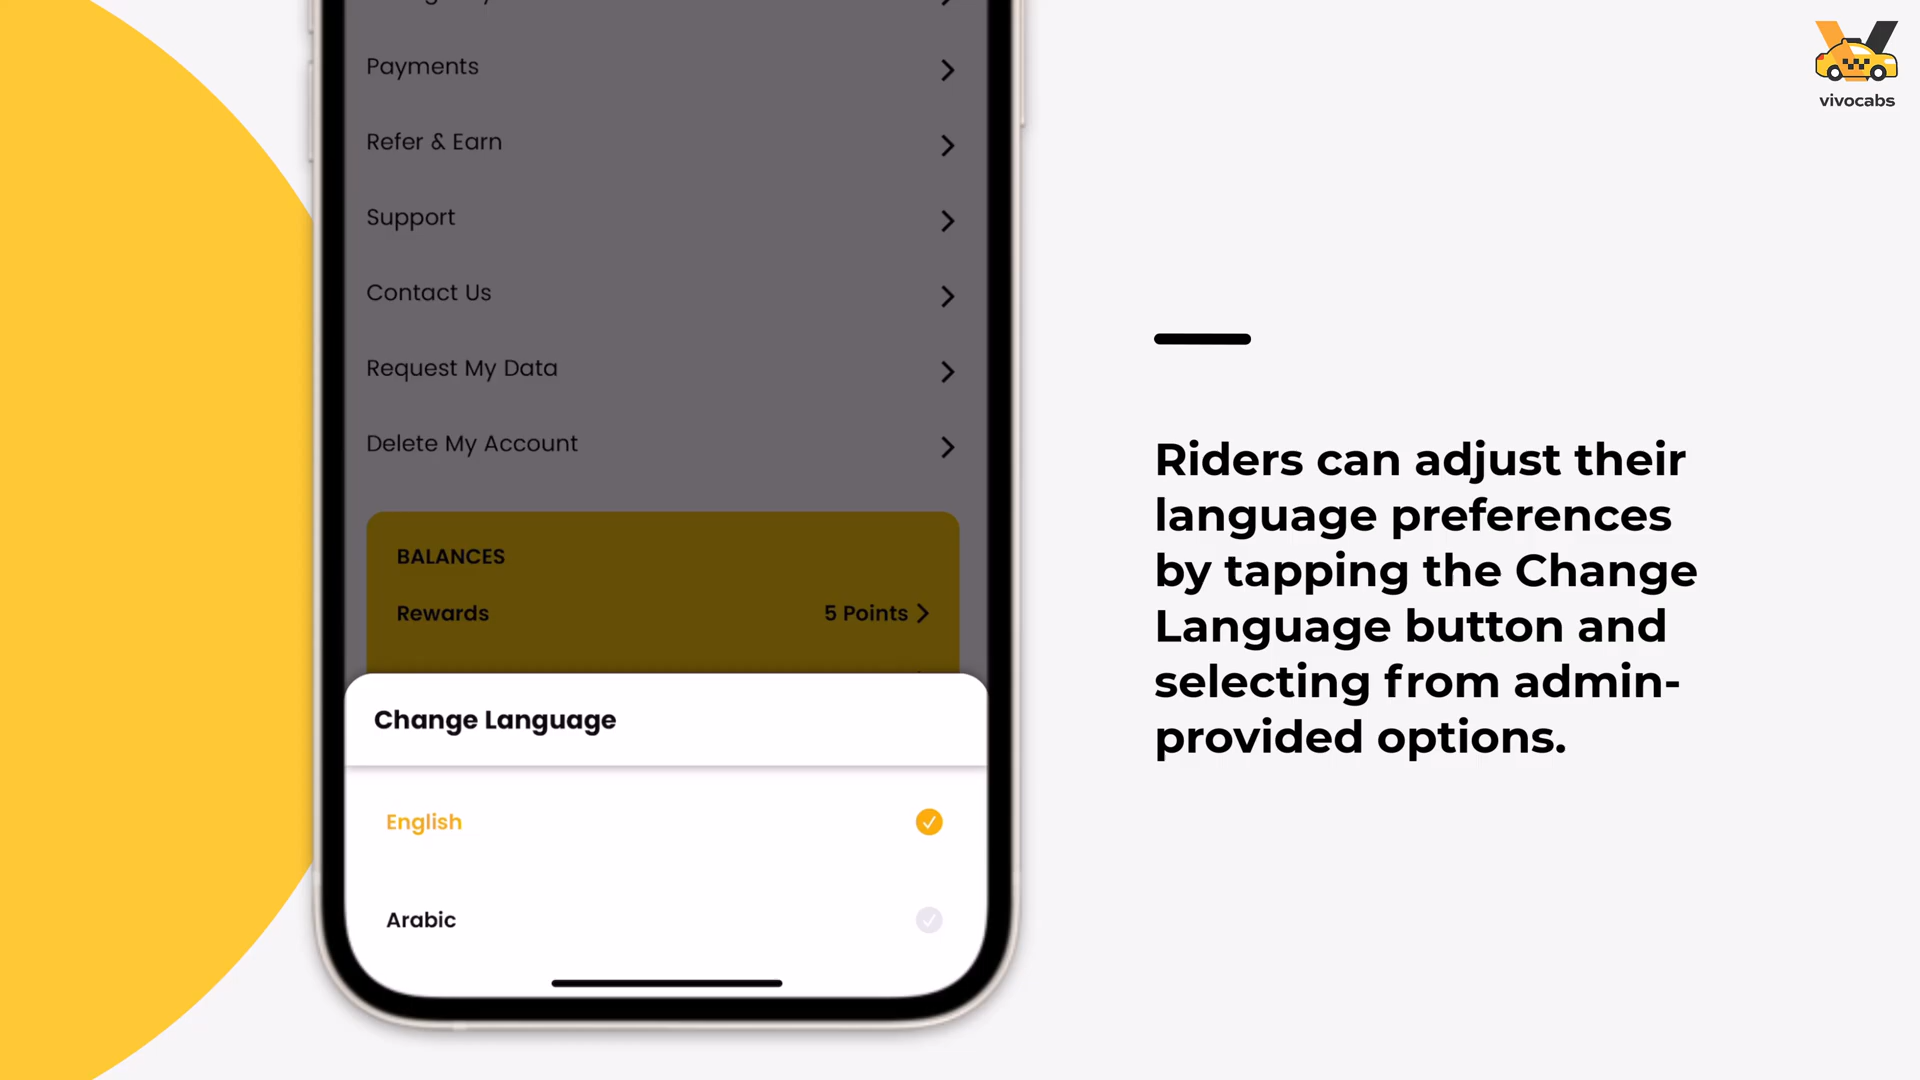 vivocabs
Payments
Refer & Earn
Support
Contact Us
Request My Data
Delete My Account
BALANCES
Rewards 5 Points
Change Language
English
Arabic
Riders can adjust their
language preferences
by tapping the Change
Language button and
selecting from admin-
provided options.